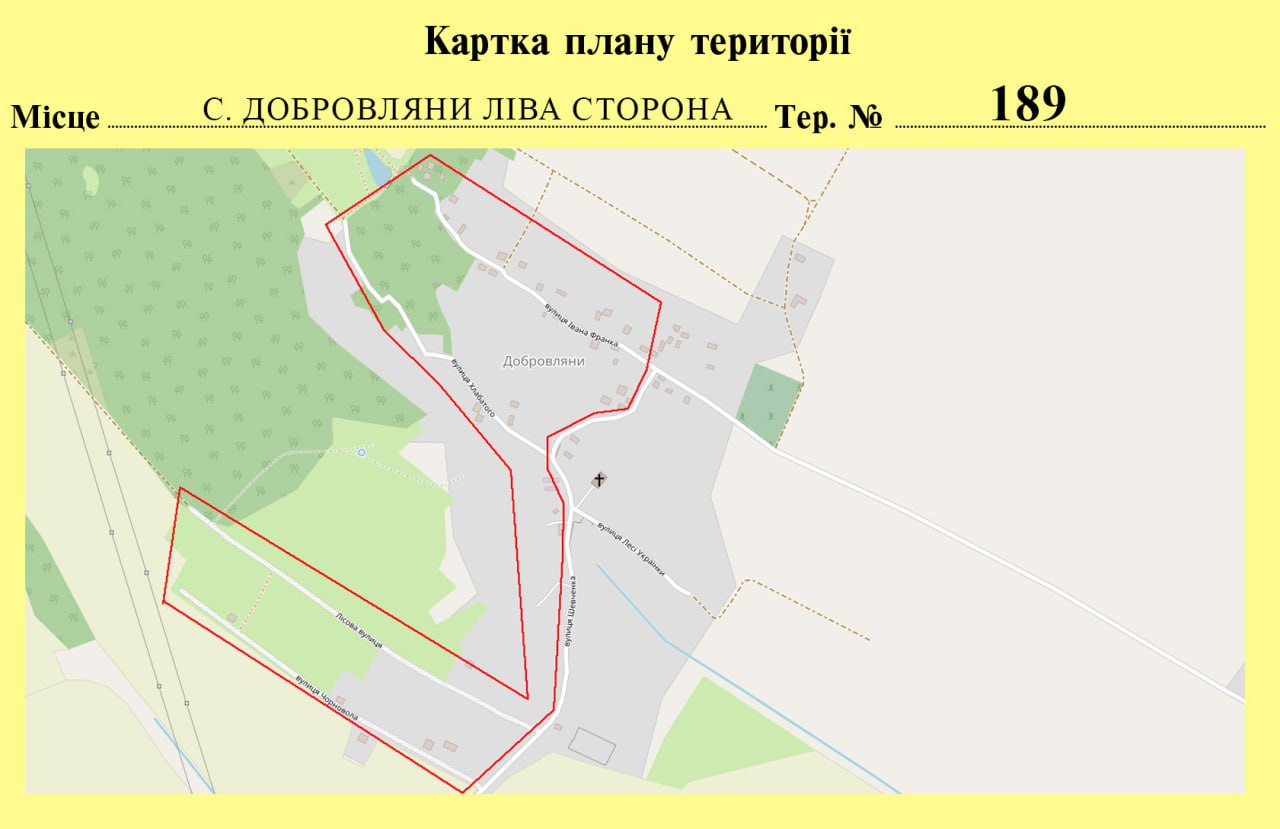 Картка плану території
Місце С. ДОБРОВЛЯНИ ЛІВА СТОРОНА Тер. № 189
вулиця Івана Франка
Добровляни
вулиця Хлабатого
вулиця Лесі Українки
вулиця Шевченка
Лісова вулиця
вулиця Чорновола